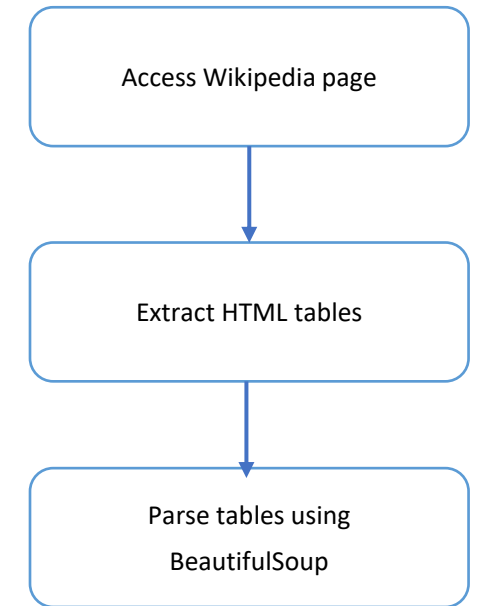 Access Wikipedia page
Extract HTML tables
Parse tables using
BeautifulSoup